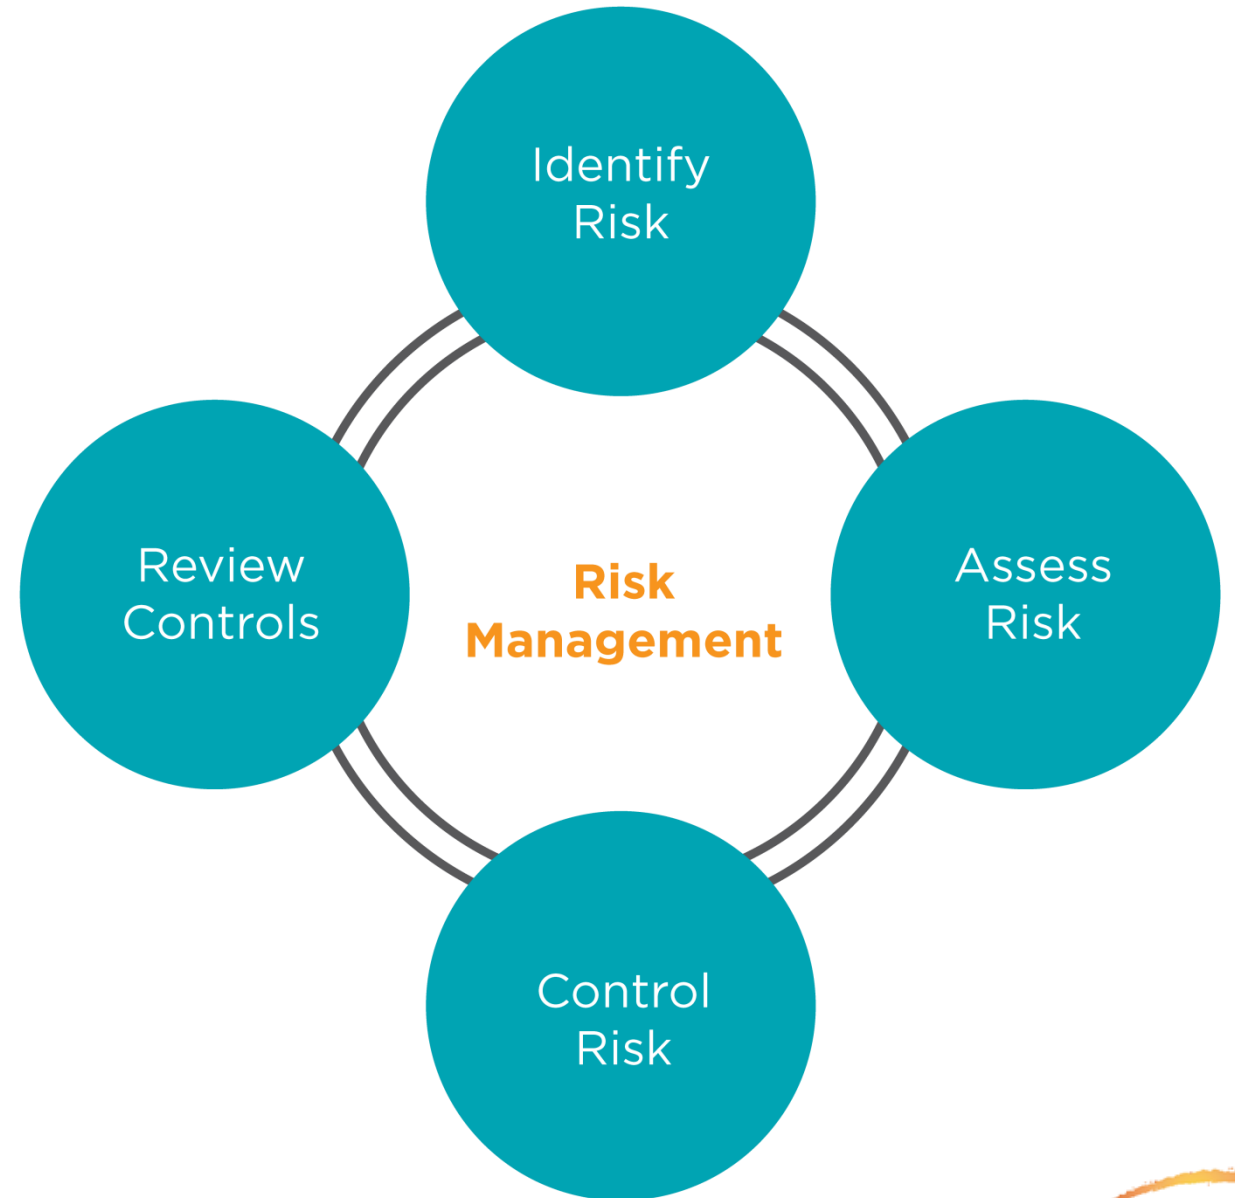 Identify
Risk
Assess
Risk
Control
Risk
Review
Controls
Risk
Management